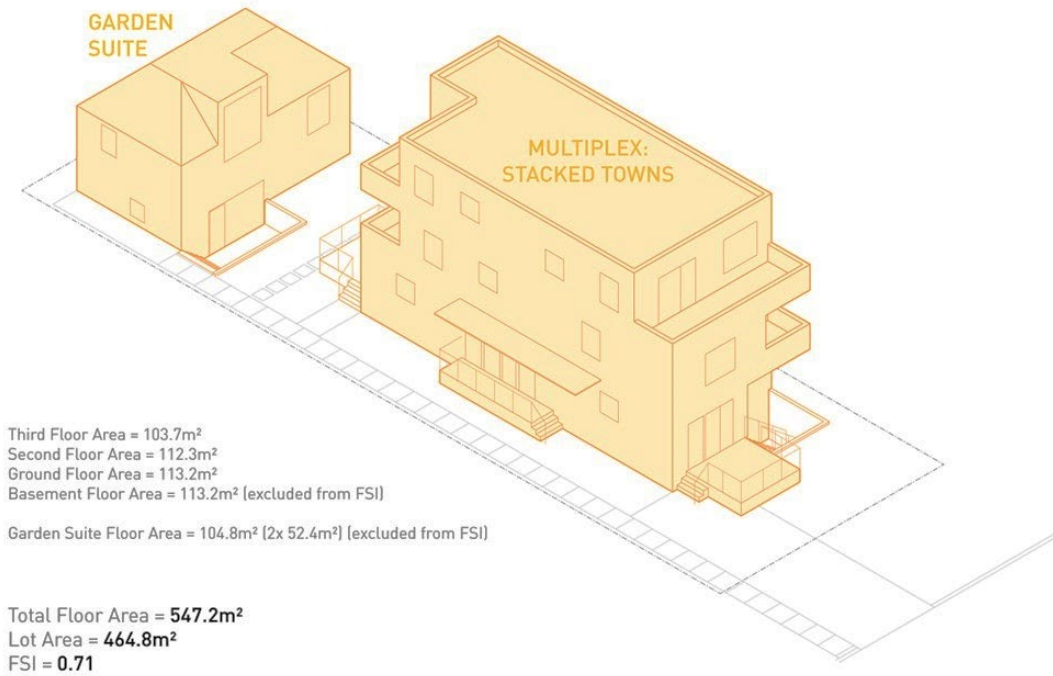 GARDEN
SUITE
MULTIPLEX:
STACKED TOWNS
Third Floor Area = 103.7m²
Second Floor Area = 112.3m²
Ground Floor Area = 113.2m²
Basement Floor Area = 113.2m² (excluded from FSI)
Garden Suite Floor Area = 104.8m² (2x 52.4m²) (excluded from FSI)
Total Floor Area = 547.2m²
Lot Area = 464.8m²
FSI = 0.71